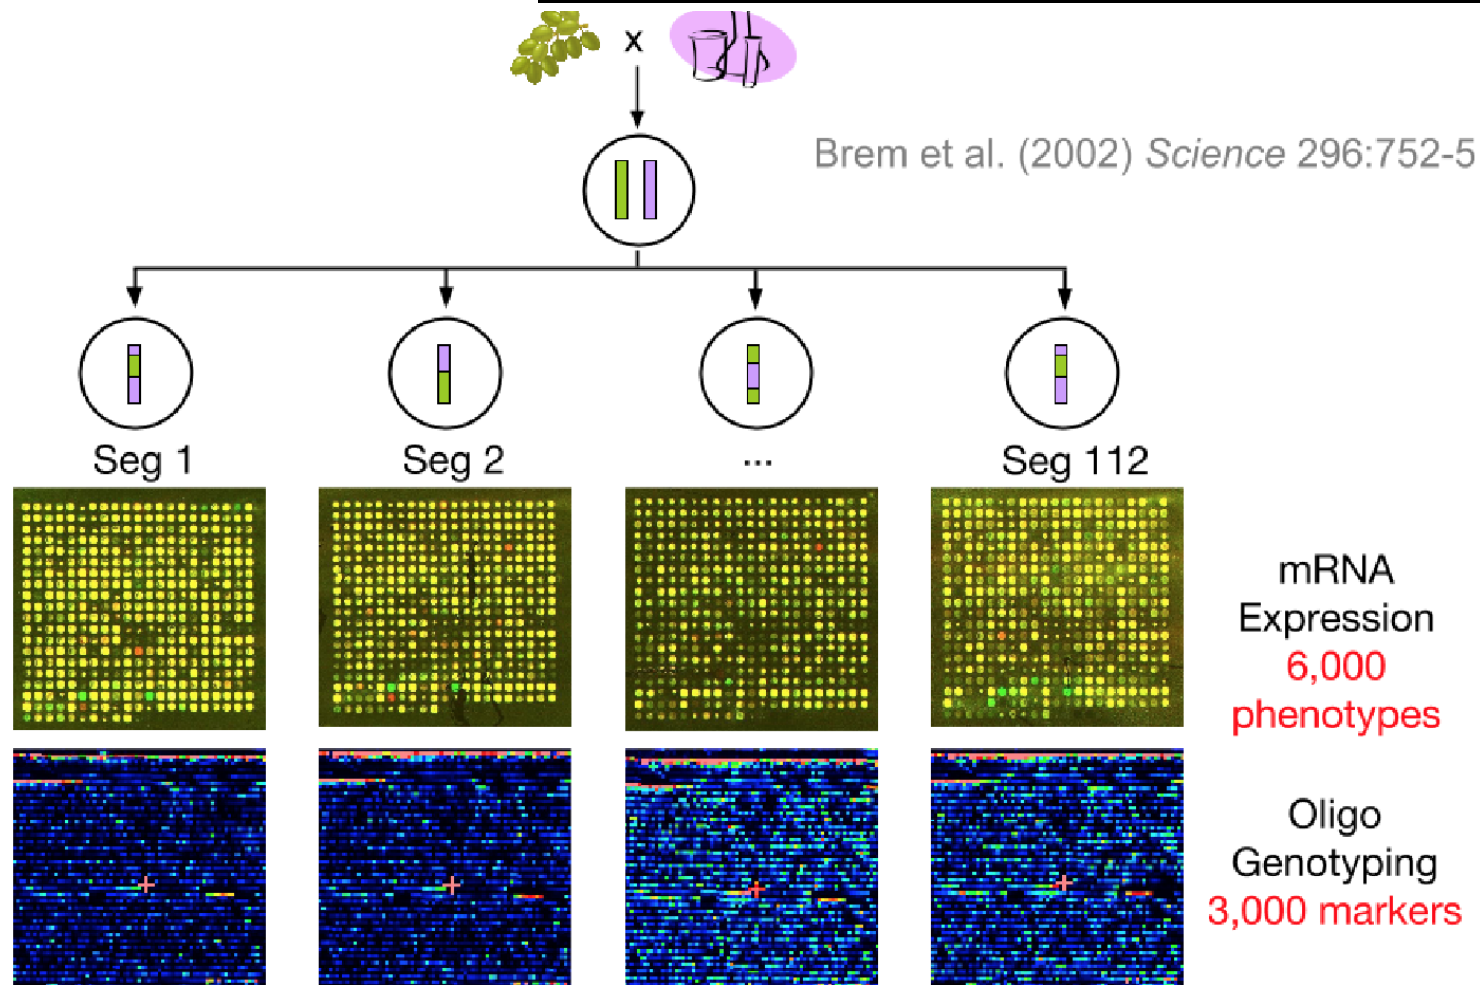 x
Brem et al. (2002) Science 296:752-5
Seg 1
Seg 2
...
Seg 112
mRNA
Expression
6,000
phenotypes
Oligo
Genotyping
3,000 markers